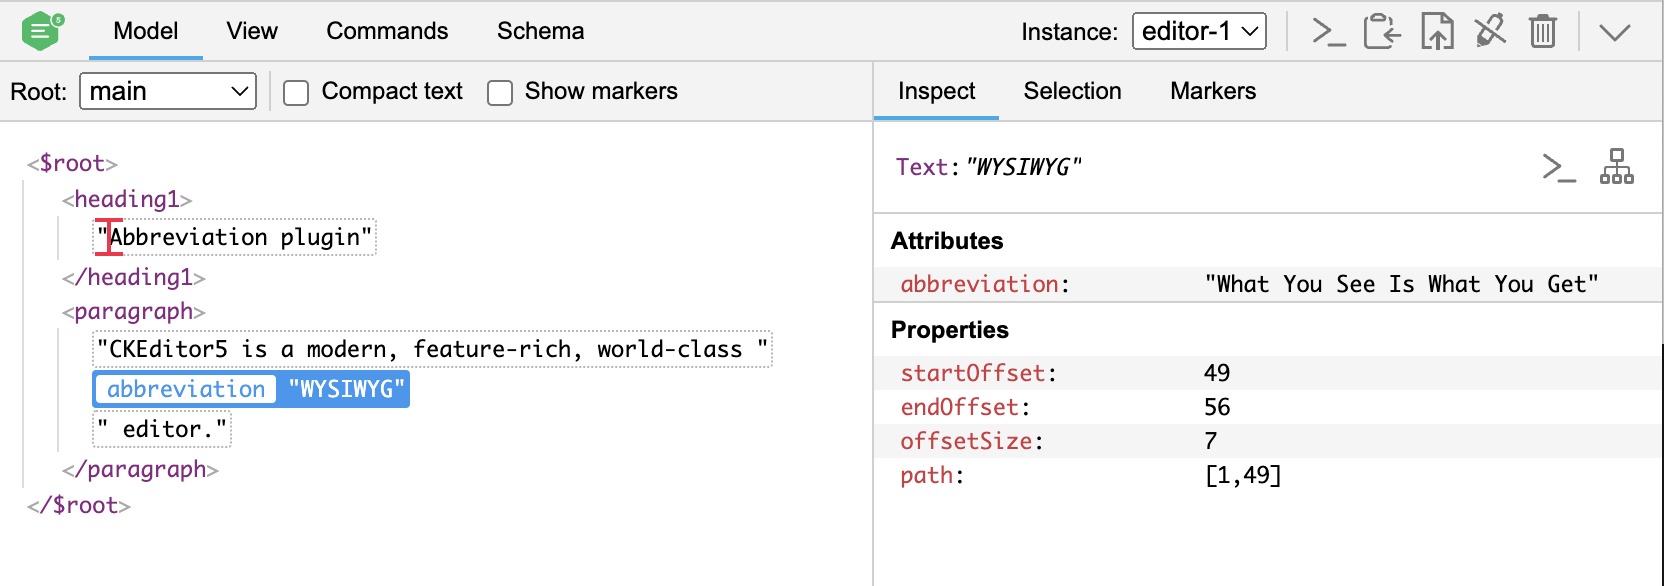 5 Model View Commands Schema Instance: editor-1
Root: main Compact text Show markers Inspect Selection Markers
<$root>
<heading1>
"Abbreviation plugin"
</heading1>
<paragraph>
"CKEditor5 is a modern, feature-rich, world-class "
abbreviation "WYSIWYG"
" editor."
</paragraph>
</$root>
Text:"WYSIWYG"
Attributes
abbreviation: "What You See Is What You Get"
Properties
startOffset: 49
endOffset: 56
offsetSize: 7
path: [1,49]